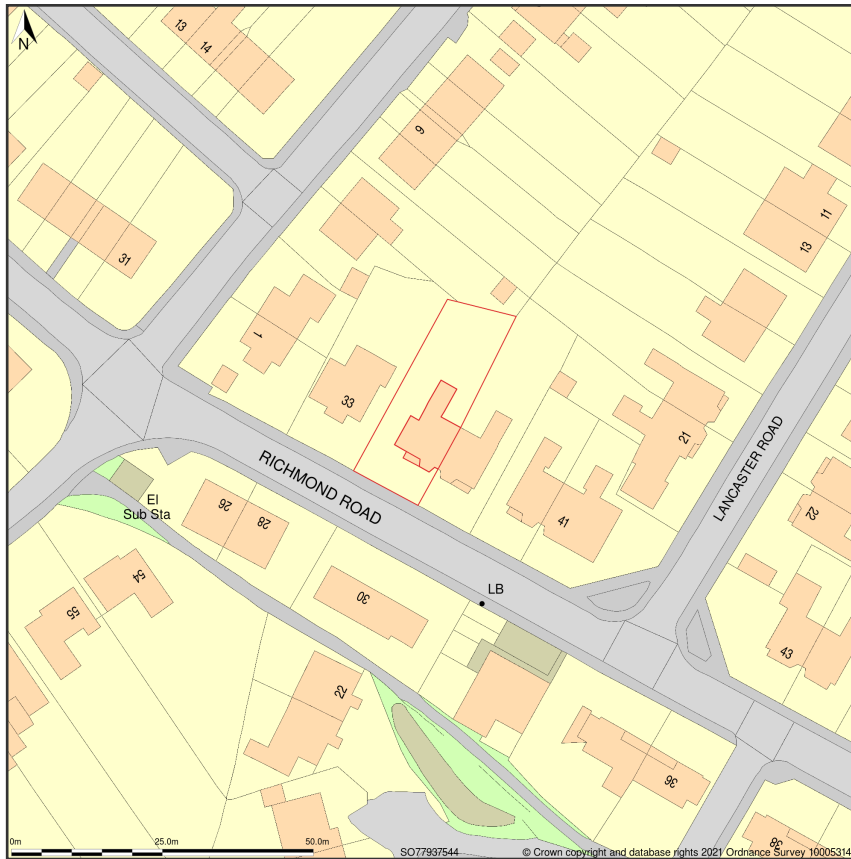 N
13
14
9
11
13
31
1
33
21
RICHMOND ROAD
LANCASTER ROAD
El
Sub Sta
26
28
41
22
54
55
30
LB
43
22
36
38
0m
25.0m
50.0m
SO77937544
© Crown copyright and database rights 2021 Ordnance Survey 10005314